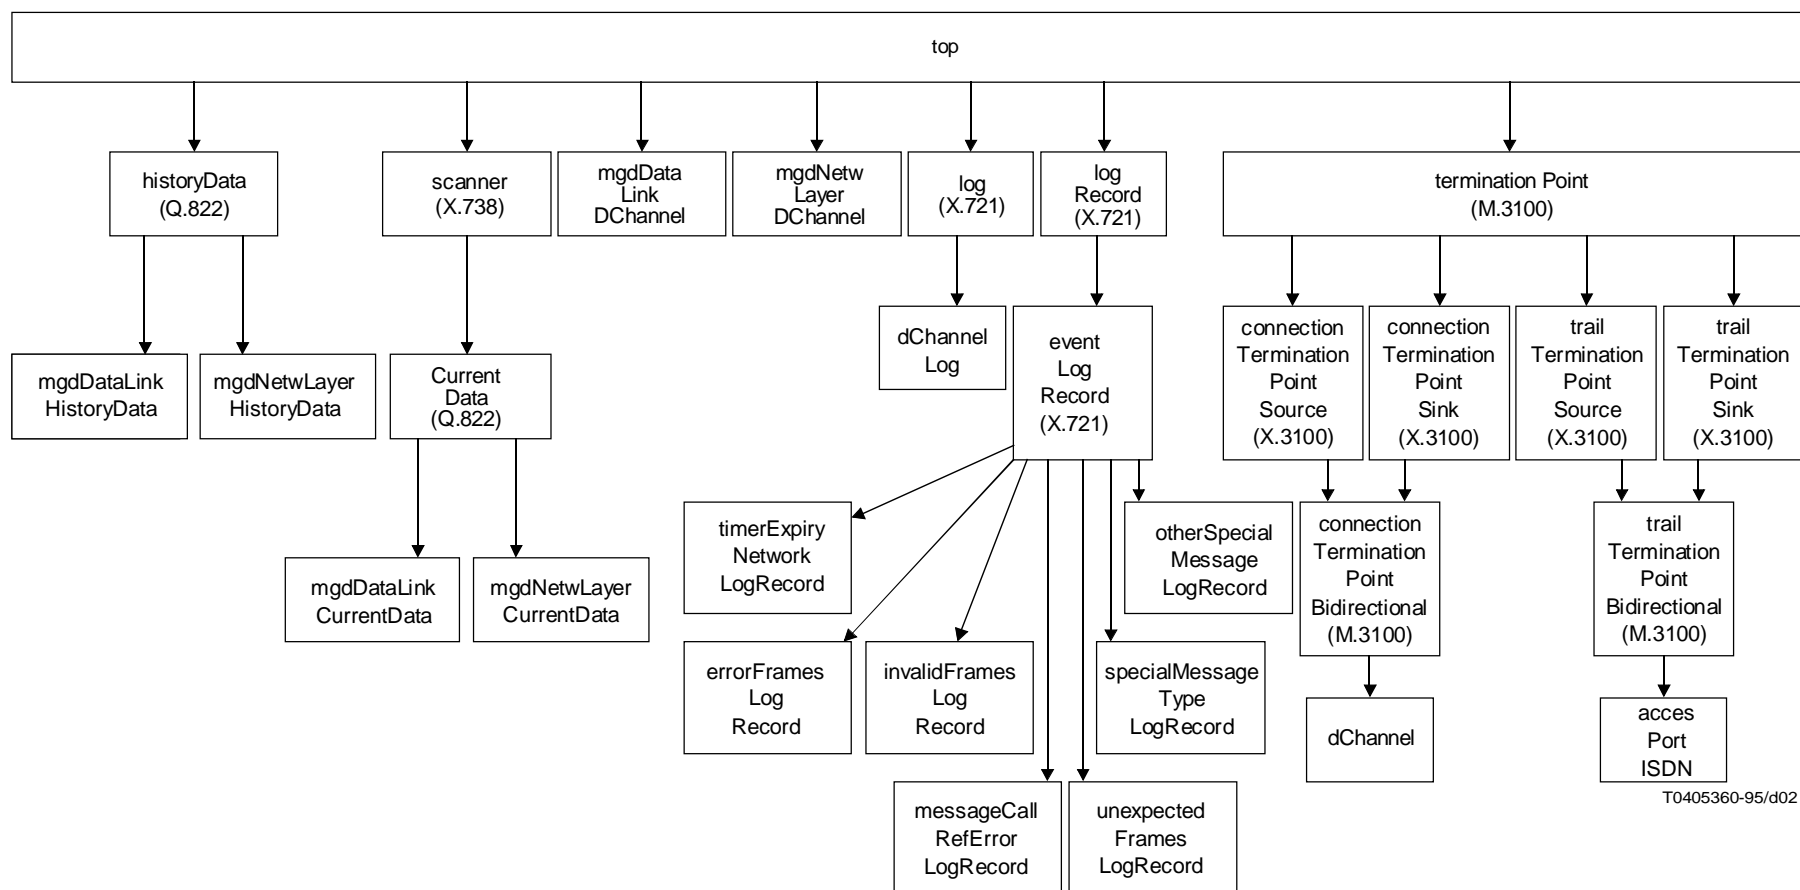 top
historyData
(Q.822)
scanner
(X.738)
mgdData
Link
DChannel
mgdNetw
Layer
DChannel
log
(X.721)
log
Record
(X.721)
termination Point
(M.3100)
mgdDataLink
HistoryData
mgdNetwLayer
HistoryData
Current
Data
(Q.822)
dChannel
Log
event
Log
Record
(X.721)
connection
Termination
Point
Source
(X.3100)
connection
Termination
Point
Sink
(X.3100)
trail
Termination
Point
Source
(X.3100)
trail
Termination
Point
Sink
(X.3100)
mgdDataLink
CurrentData
mgdNetwLayer
CurrentData
timerExpiry
Network
LogRecord
otherSpecial
Message
LogRecord
connection
Termination
Point
Bidirectional
(M.3100)
trail
Termination
Point
Bidirectional
(M.3100)
errorFrames
Log
Record
invalidFrames
Log
Record
specialMessage
Type
LogRecord
dChannel
acces
Port
ISDN
messageCall
RefError
LogRecord
unexpected
Frames
LogRecord
T0405360-95/d02